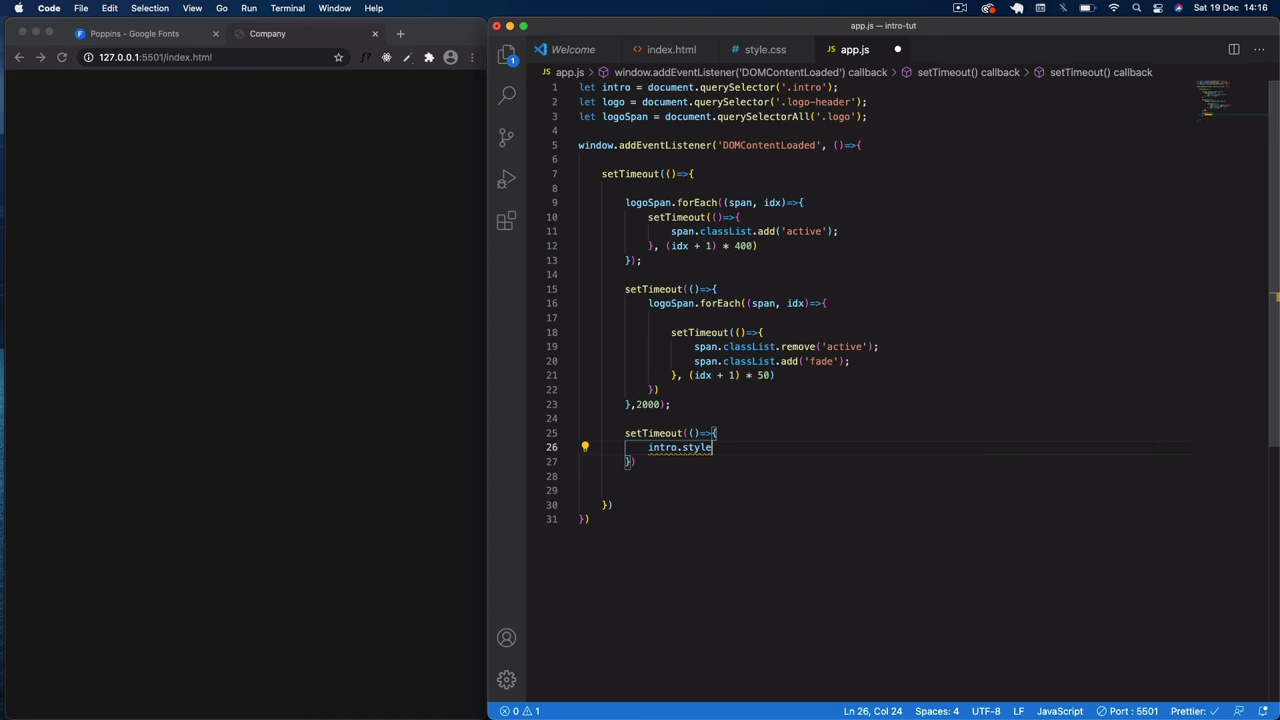 Code File Edit Selection View Go Run Terminal Window Help Sat 19 Dec 14:16
Poppins - Google Fonts Company
127.0.0.1:5501/index.html
app.js — intro-tut
Welcome index.html style.css app.js
app.js > window.addEventListener('DOMContentLoaded') callback > setTimeout() callback > setTimeout() callback
1 let intro = document.querySelector('.intro');
2 let logo = document.querySelector('.logo-header');
3 let logoSpan = document.querySelectorAll('.logo');
4
5 window.addEventListener('DOMContentLoaded', ()=>{
6
7 setTimeout(()=>{
8
9 logoSpan.forEach((span, idx)=>{
10 setTimeout(()=>{
11 span.classList.add('active');
12 }, (idx + 1) * 400)
13 });
14
15 setTimeout(()=>{
16 logoSpan.forEach((span, idx)=>{
17
18 setTimeout(()=>{
19 span.classList.remove('active');
20 span.classList.add('fade');
21 }, (idx + 1) * 50)
22 })
23 },2000);
24
25 setTimeout(()=>{
26 intro.style
27 })
28
29
30 })
31 })
1
0 1 Ln 26, Col 24 Spaces: 4 UTF-8 LF JavaScript Port : 5501 Prettier: ✓